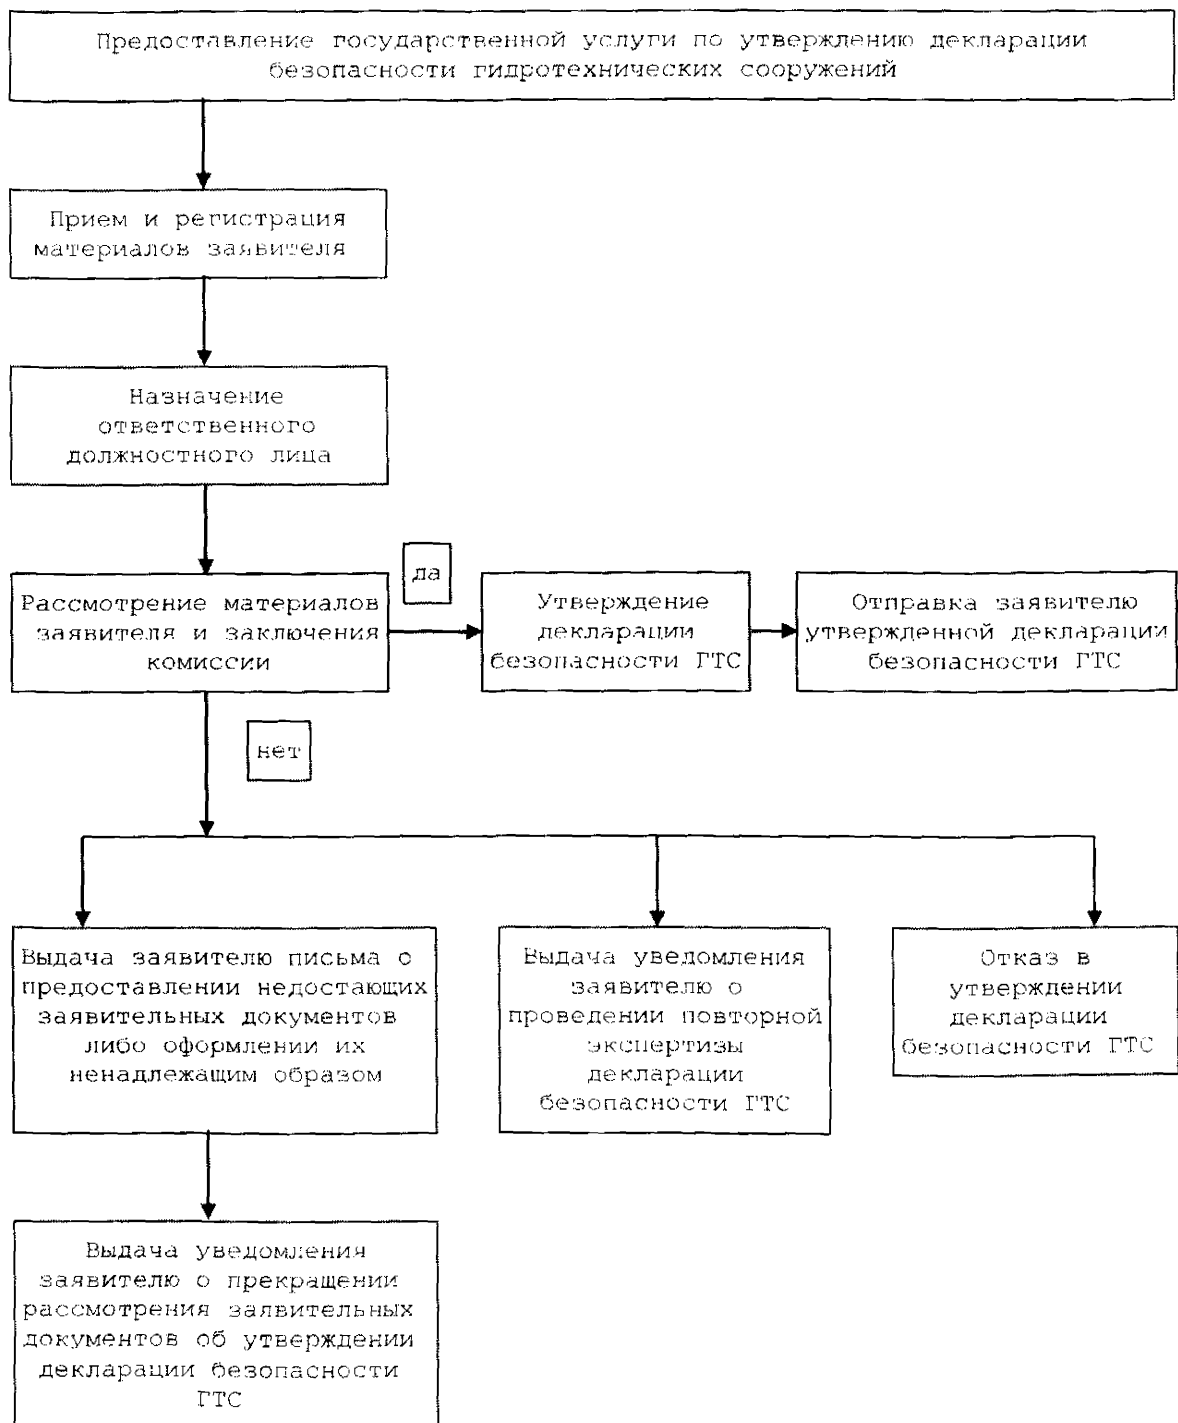 Предоставление государственной услуги по утверждению декларации
безопасности гидротехнических сооружений
Прием и регистрация
материалов заявителя
Назначение
ответственного
должностного лица
Рассмотрение материалов
заявителя и заключения
комиссии
да
Утверждение
декларации
безопасности ГТС
Отправка заявителю
утвержденной декларации
безопасности ГТС
нет
Выдача заявителю письма о
предоставлении недостающих
заявительных документов
либо оформлении их
ненадлежащим образом
Выдача уведомления
заявителю о
проведении повторной
экспертизы
декларации
безопасности ГТС
Отказ в
утверждении
декларации
безопасности ГТС
Выдача уведомления
заявителю о прекращении
рассмотрения заявительных
документов об утверждении
декларации безопасности
ГТС